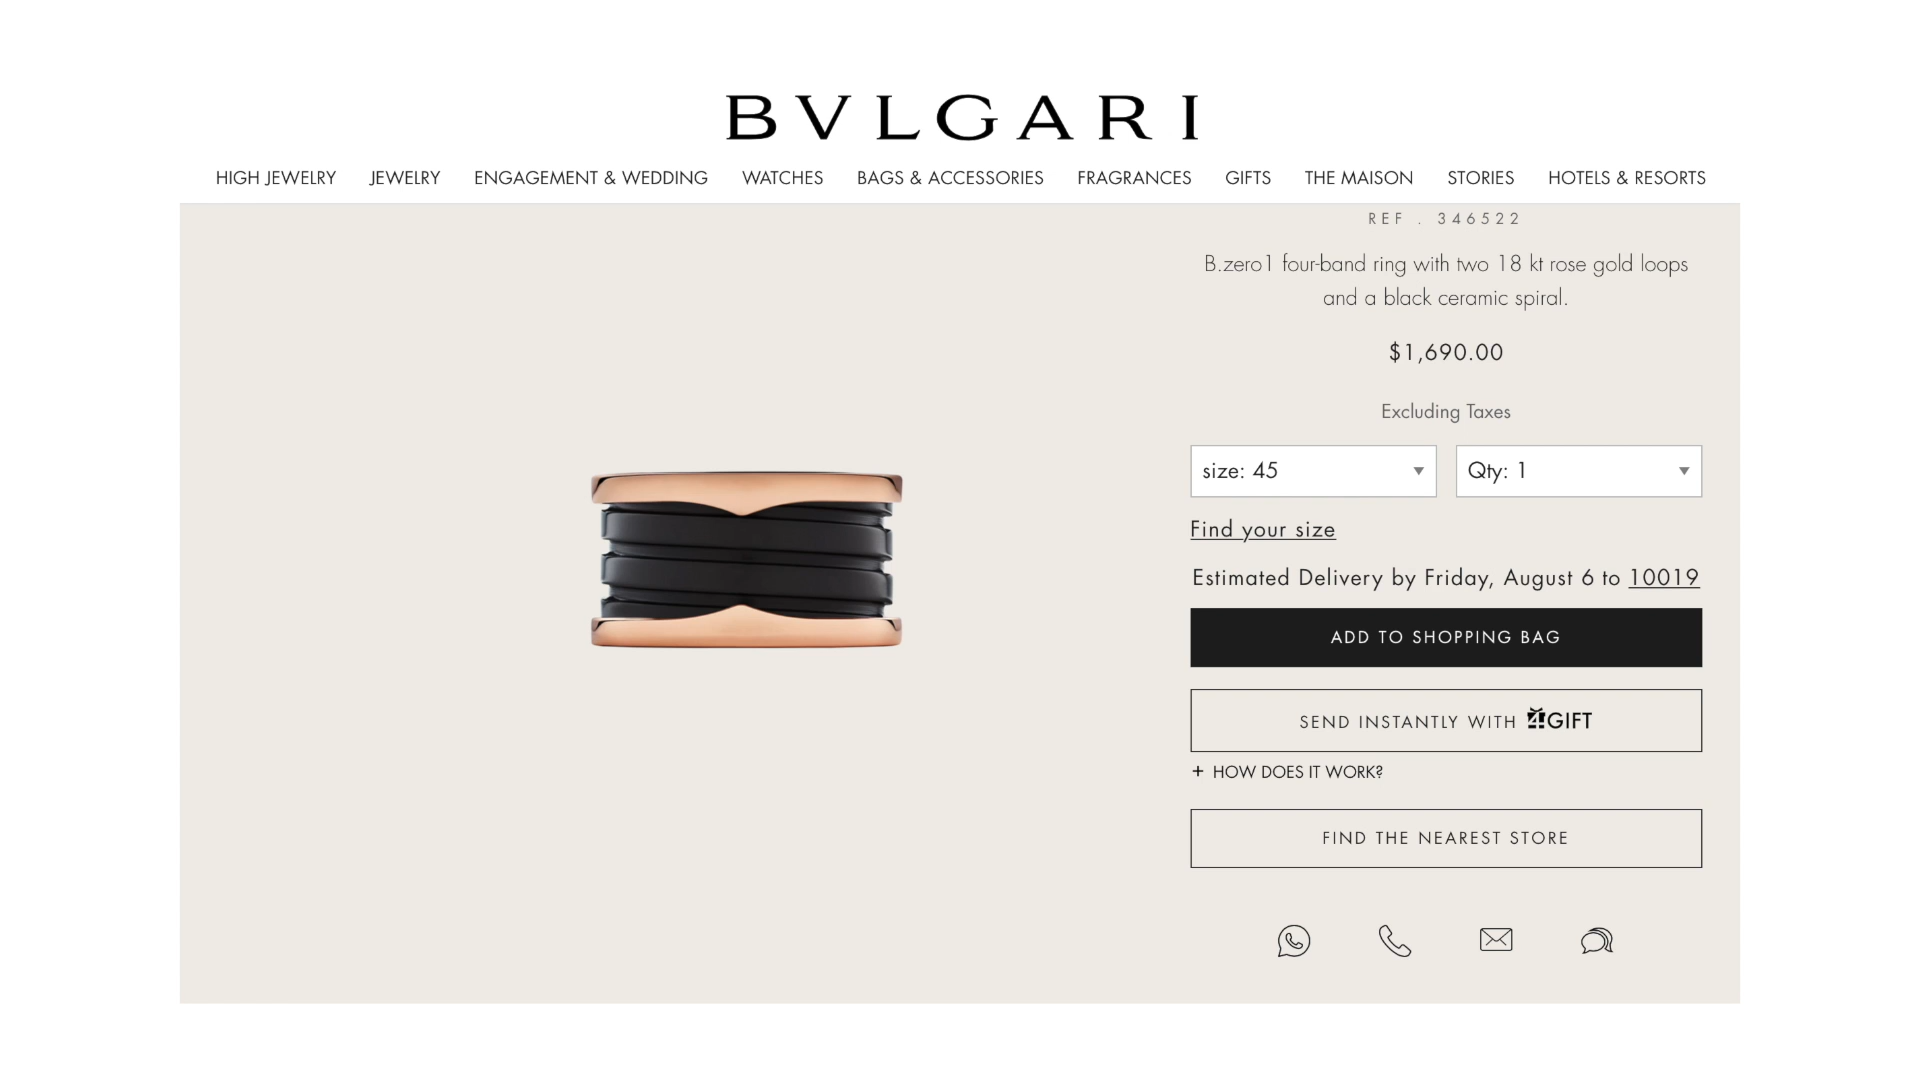 BVLGARI
HIGH JEWELRY JEWELRY ENGAGEMENT & WEDDING WATCHES BAGS & ACCESSORIES FRAGRANCES GIFTS THE MAISON STORIES HOTELS & RESORTS
REF . 346522
B.zero1 four-band ring with two 18 kt rose gold loops
and a black ceramic spiral.
$1,690.00
Excluding Taxes
size: 45
Qty: 1
Find your size
Estimated Delivery by Friday, August 6 to 10019
ADD TO SHOPPING BAG
SEND INSTANTLY WITH 4GIFT
+ HOW DOES IT WORK?
FIND THE NEAREST STORE